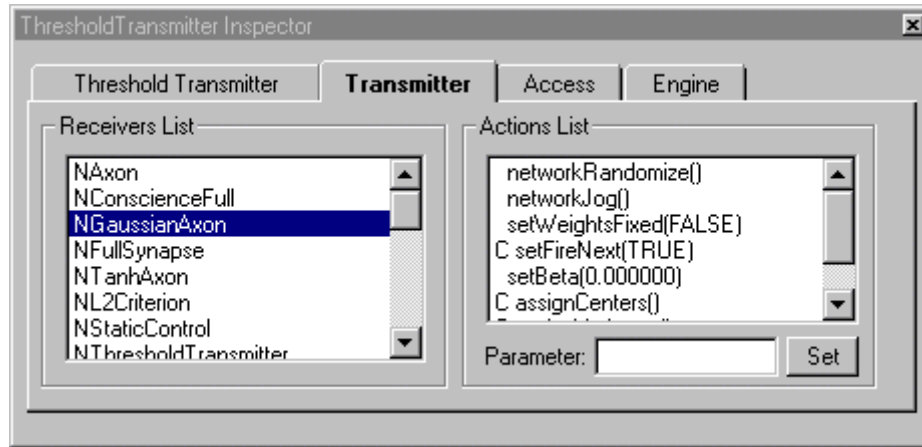 ThresholdTransmitter Inspector
Threshold Transmitter
Transmitter
Access
Engine
Receivers List
NAxon
NConscienceFull
NGaussianAxon
NFullSynapse
NTanhAxon
NL2Criterion
NStaticControl
NThresholdTransmitter
Actions List
networkRandomize()
networkJog()
setWeightsFixed(FALSE)
C setFireNext(TRUE)
setBeta(0.000000)
C assignCenters()
Parameter:
Set